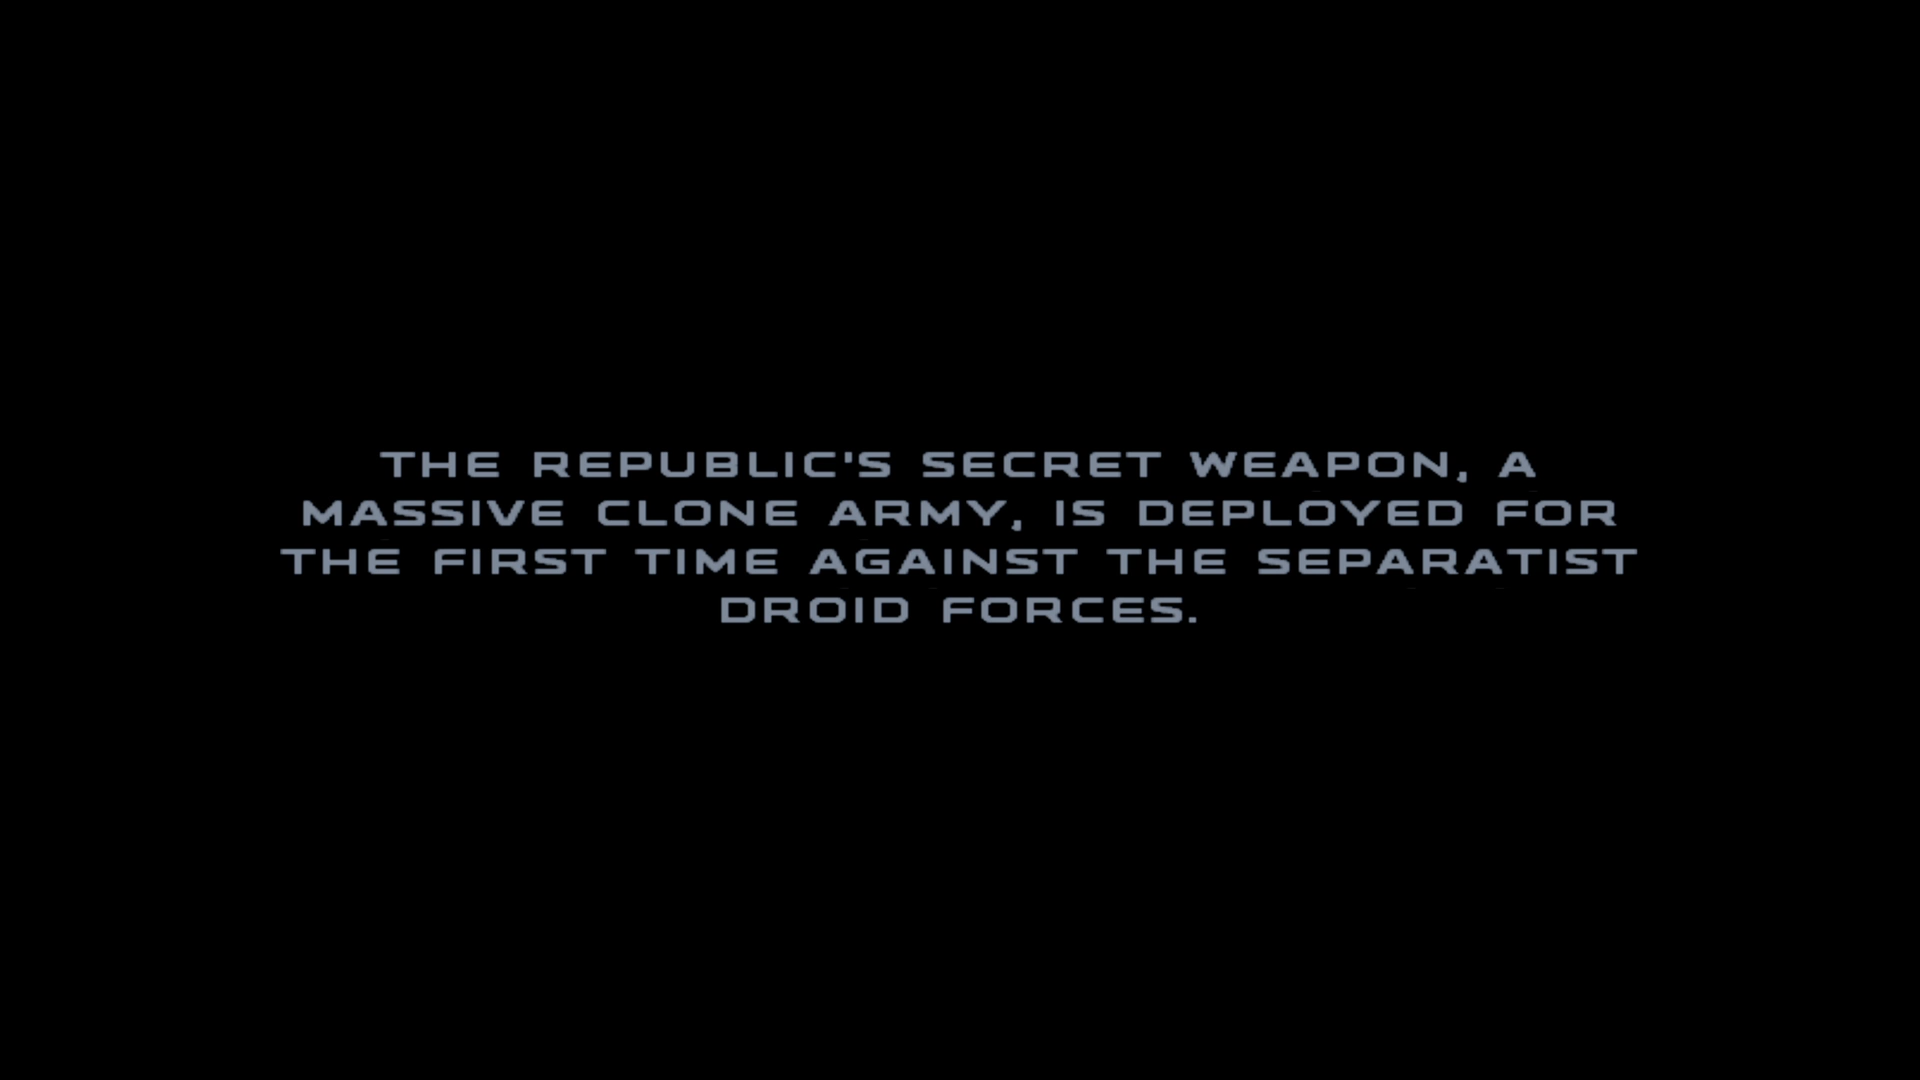 THE REPUBLIC'S SECRET WEAPON, A
MASSIVE CLONE ARMY, IS DEPLOYED FOR
THE FIRST TIME AGAINST THE SEPARATIST
DROID FORCES.